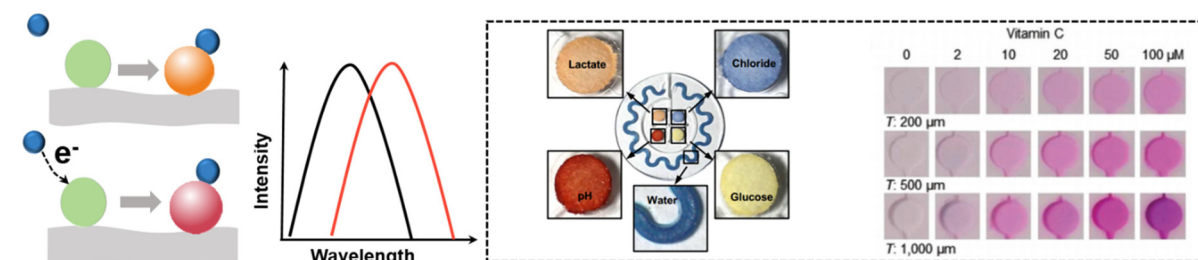 e-
Intensity
Wavelength
Lactate
Chloride
pH
Water
Glucose
Vitamin C
0 2 10 20 50 100 μM
T: 200 μm
T: 500 μm
T: 1,000 μm